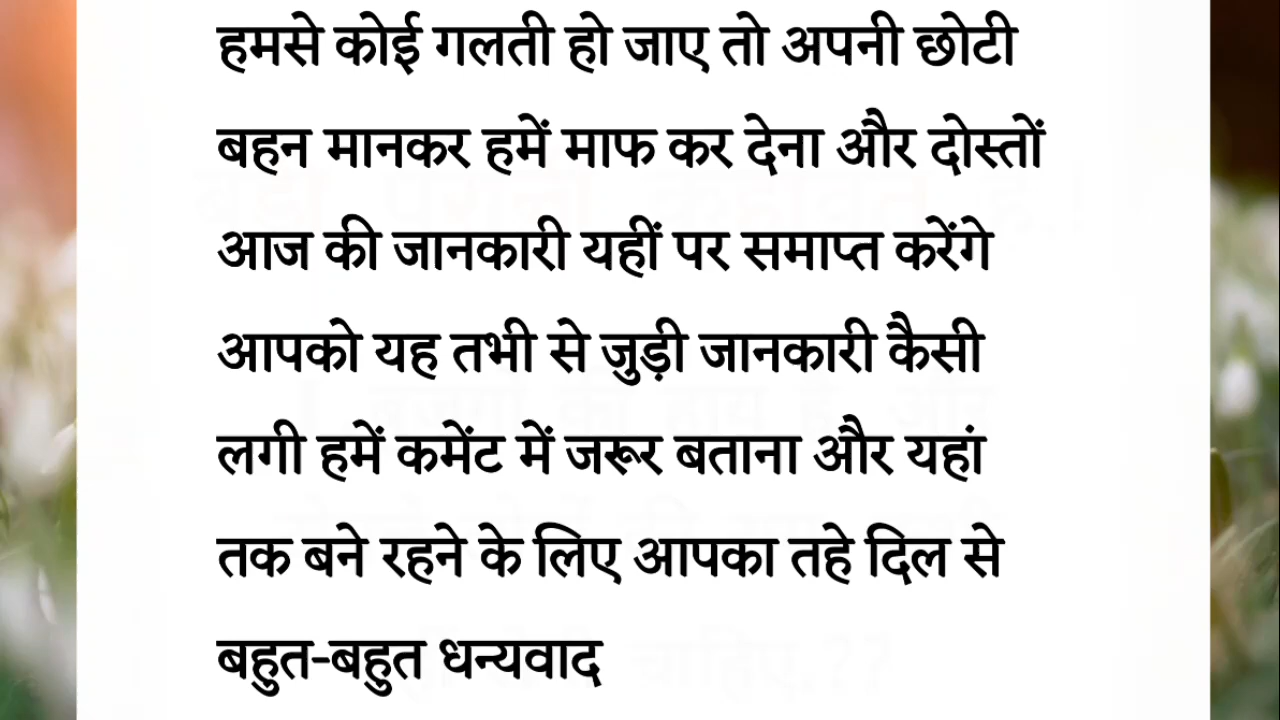 हमसे कोई गलती हो जाए तो अपनी छोटी
बहन मानकर हमें माफ कर देना और दोस्तों
आज की जानकारी यहीं पर समाप्त करेंगे
आपको यह तभी से जुड़ी जानकारी कैसी
लगी हमें कमेंट में जरूर बताना और यहां
तक बने रहने के लिए आपका तहे दिल से
बहुत-बहुत धन्यवाद